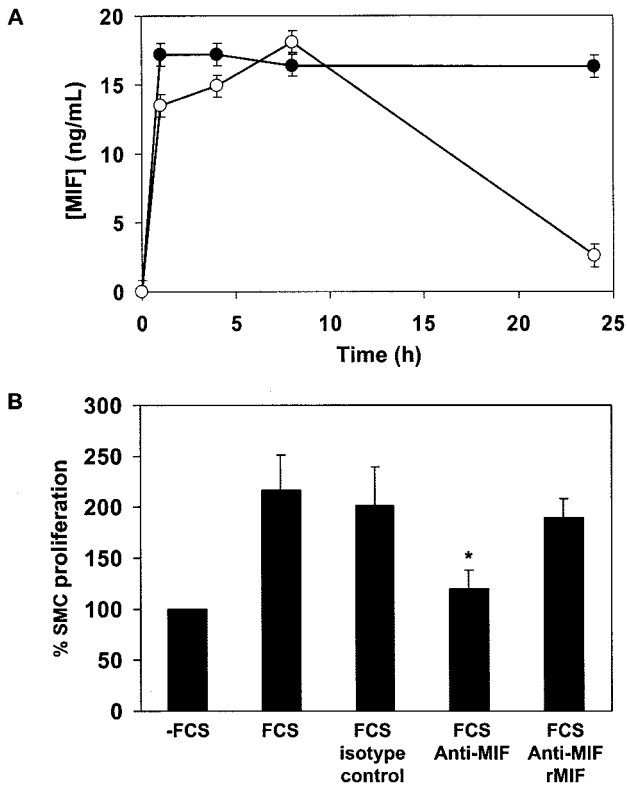 A
20
15
10
5
0
[MIF] (ng/mL)
0 5 10 15 20 25
Time (h)
B
300
250
200
150
100
50
0
% SMC proliferation
-FCS
FCS
FCS
isotype
control
*
FCS
Anti-MIF
FCS
Anti-MIF
rMIF